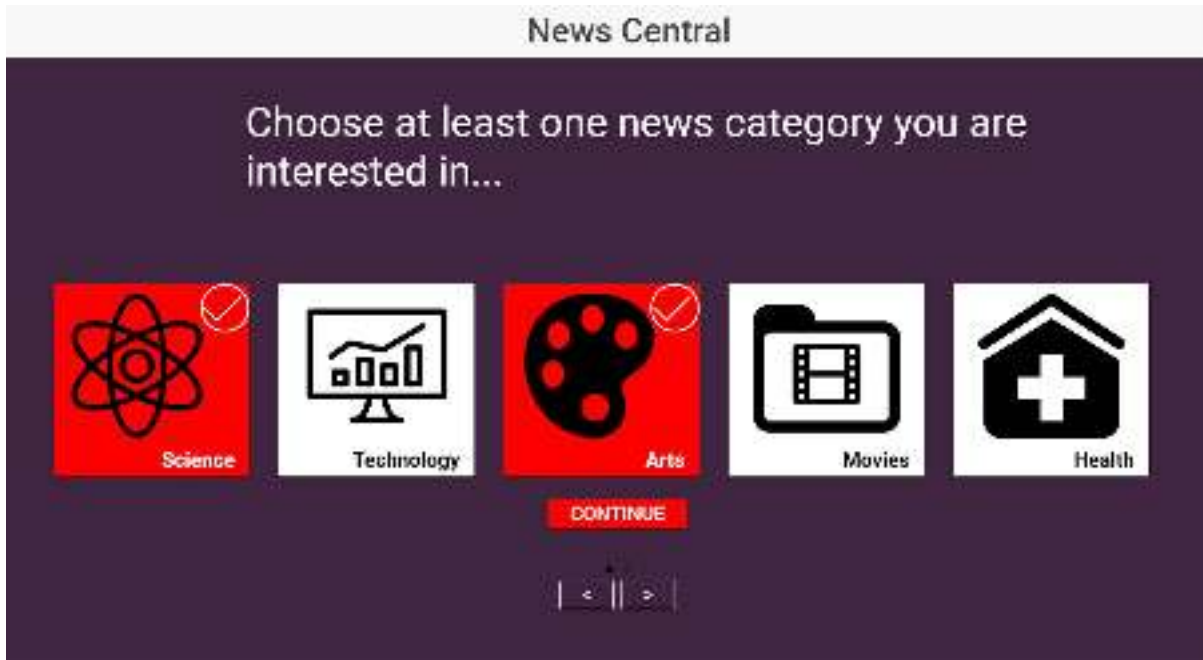 News Central
Choose at least one news category you are
interested in...
Science
Technology
Arts
Movies
Health
CONTINUE
< >